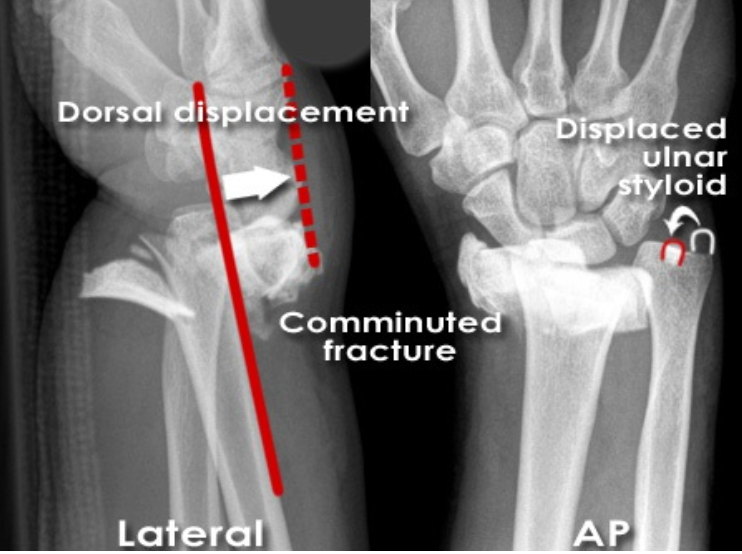 Dorsal displacement
Displaced
ulnar
styloid
Comminuted
fracture
Lateral
AP